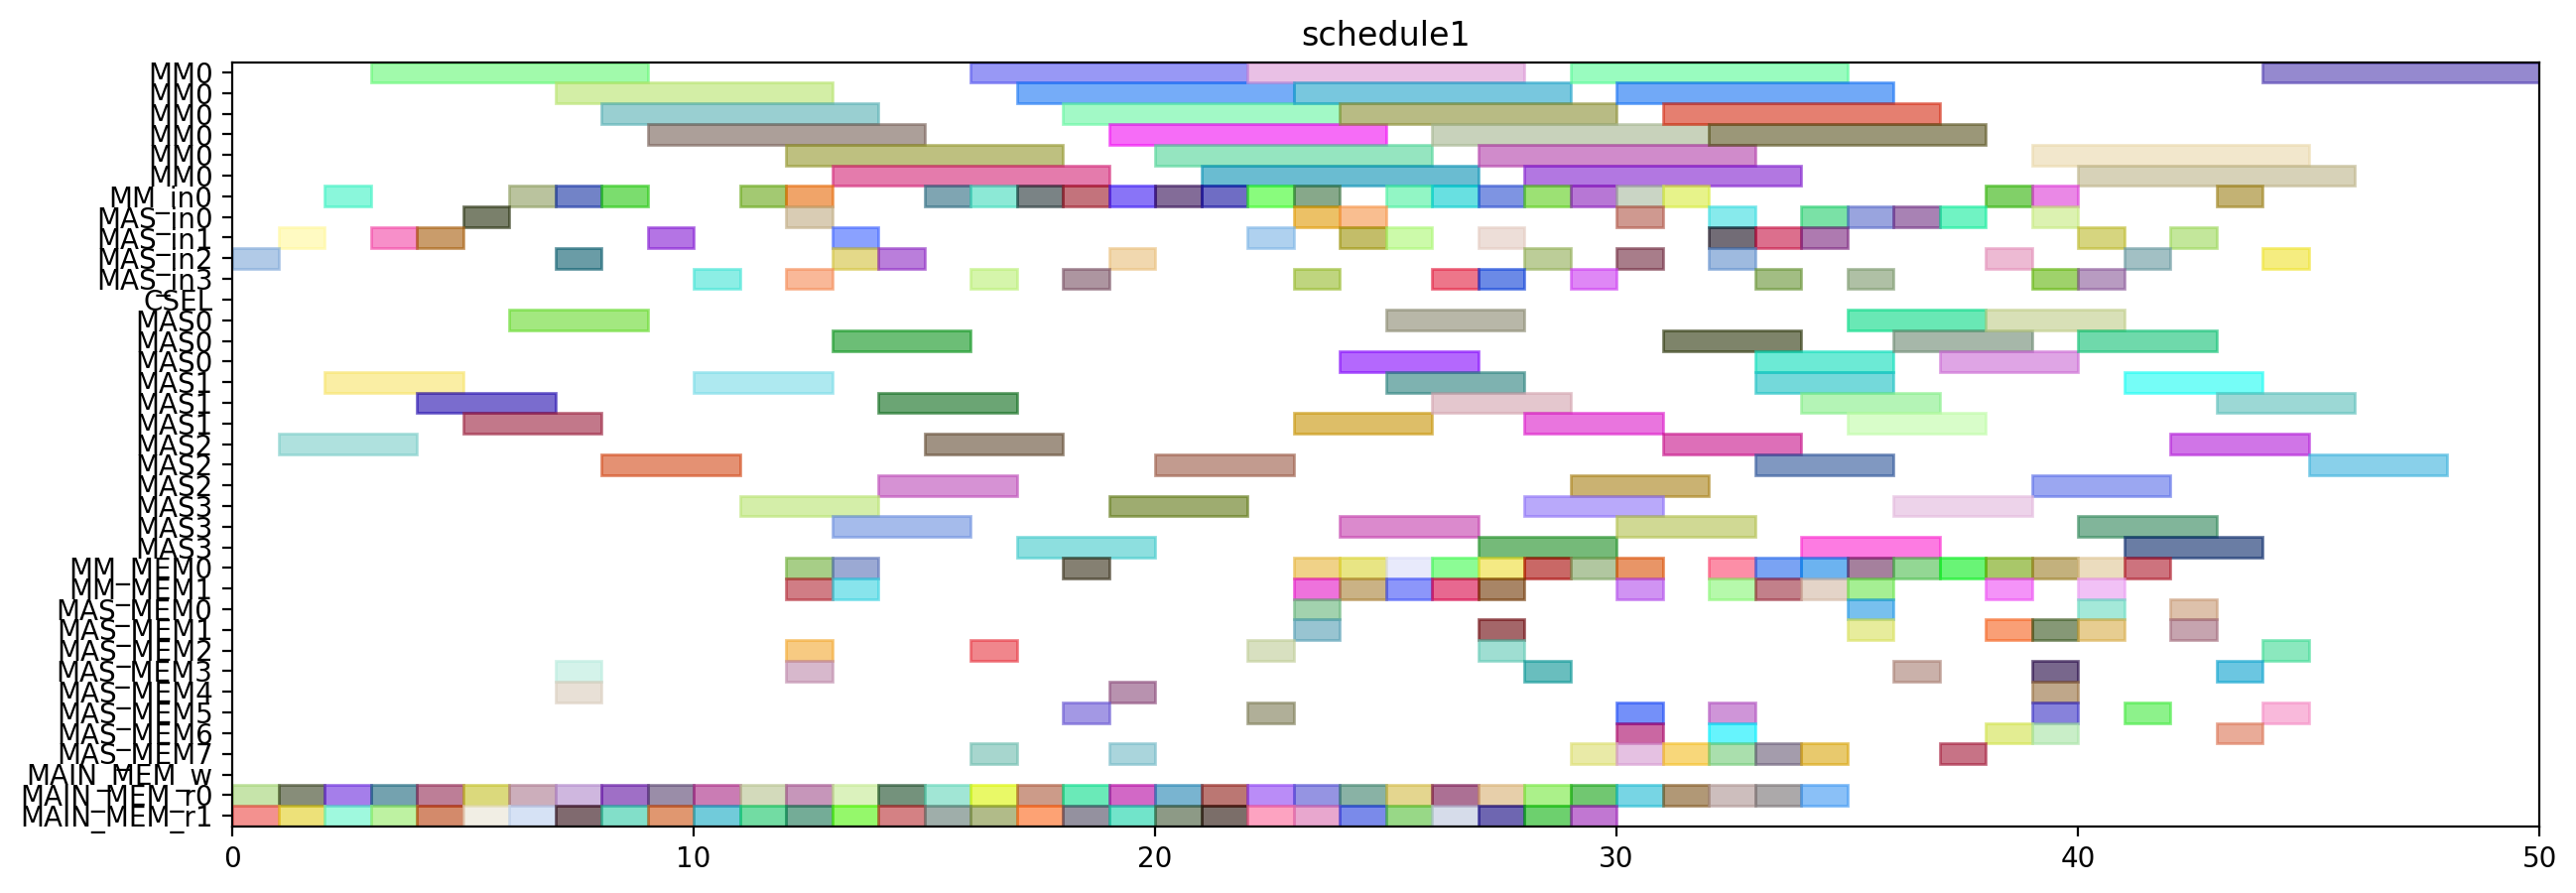 schedule1
MM0
MM0
MM0
MM0
MM0
MM0
MM_in0
MAS_in0
MAS_in1
MAS_in2
MAS_in3
CSEL
MAS0
MAS0
MAS0
MAS1
MAS1
MAS1
MAS2
MAS2
MAS2
MAS3
MAS3
MAS3
MM_MEM0
MM_MEM1
MAS_MEM0
MAS_MEM1
MAS_MEM2
MAS_MEM3
MAS_MEM4
MAS_MEM5
MAS_MEM6
MAS_MEM7
MAIN_MEM_w
MAIN_MEM_r0
MAIN_MEM_r1
0 10 20 30 40 50